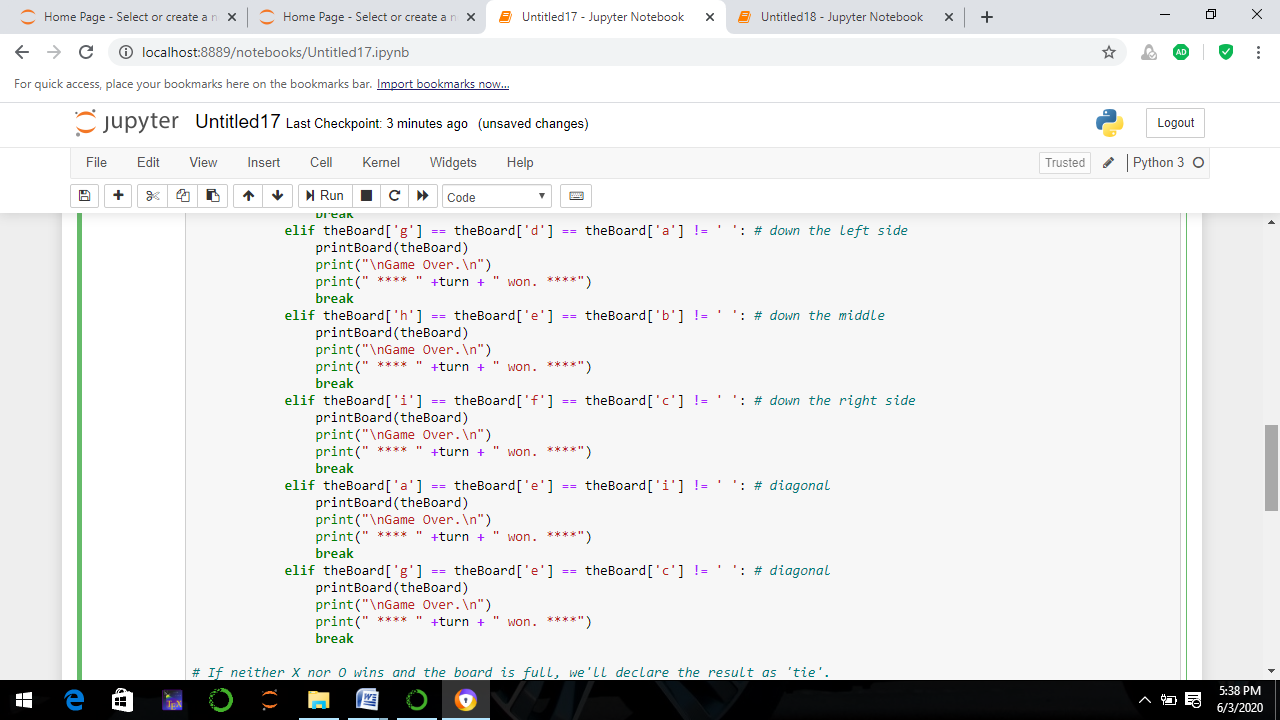 Home Page - Select or create a n
Home Page - Select or create a n
Untitled17 - Jupyter Notebook
Untitled18 - Jupyter Notebook
localhost:8889/notebooks/Untitled17.ipynb
AD
For quick access, place your bookmarks here on the bookmarks bar. Import bookmarks now...
jupyter Untitled17 Last Checkpoint: 3 minutes ago (unsaved changes)
Logout
File Edit View Insert Cell Kernel Widgets Help
Trusted Python 3
Run Code
break
elif theBoard['g'] == theBoard['d'] == theBoard['a'] != ' ': # down the left side
printBoard(theBoard)
print("\nGame Over.\n")
print(" **** " +turn + " won. ****")
break
elif theBoard['h'] == theBoard['e'] == theBoard['b'] != ' ': # down the middle
printBoard(theBoard)
print("\nGame Over.\n")
print(" **** " +turn + " won. ****")
break
elif theBoard['i'] == theBoard['f'] == theBoard['c'] != ' ': # down the right side
printBoard(theBoard)
print("\nGame Over.\n")
print(" **** " +turn + " won. ****")
break
elif theBoard['a'] == theBoard['e'] == theBoard['i'] != ' ': # diagonal
printBoard(theBoard)
print("\nGame Over.\n")
print(" **** " +turn + " won. ****")
break
elif theBoard['g'] == theBoard['e'] == theBoard['c'] != ' ': # diagonal
printBoard(theBoard)
print("\nGame Over.\n")
print(" **** " +turn + " won. ****")
break
# If neither X nor O wins and the board is full, we'll declare the result as 'tie'.
5:38 PM
6/3/2020